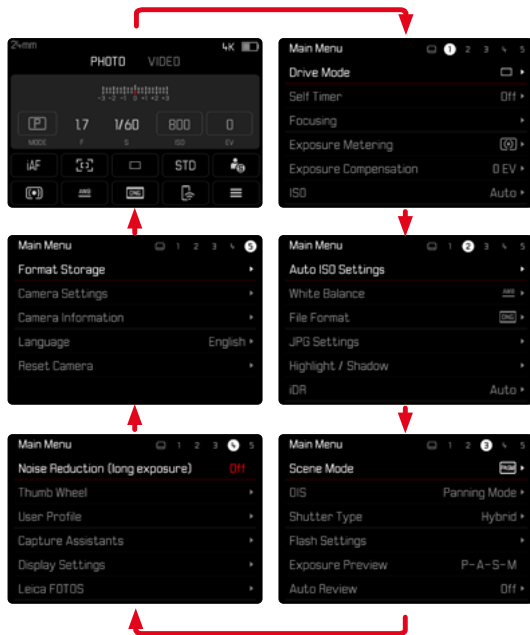 24mm 4K
PHOTO VIDEO
-3 -2 -1 0 +1 +2 +3
P 1.7 1/60 800 0
MODE F S ISO EV
iAF STD
AWB DNG
Main Menu 1 2 3 4 5
Drive Mode
Self Timer Off
Focusing
Exposure Metering
Exposure Compensation 0 EV
ISO Auto
Main Menu 1 2 3 4 5
Format Storage
Camera Settings
Camera Information
Language English
Reset Camera
Main Menu 1 2 3 4 5
Auto ISO Settings
White Balance AWB
File Format DNG
JPG Settings
Highlight / Shadow
iDR Auto
Main Menu 1 2 3 4 5
Noise Reduction (long exposure) Off
Thumb Wheel
User Profile
Capture Assistants
Display Settings
Leica FOTOS
Main Menu 1 2 3 4 5
Scene Mode PASM
OIS Panning Mode
Shutter Type Hybrid
Flash Settings
Exposure Preview P-A-S-M
Auto Review Off